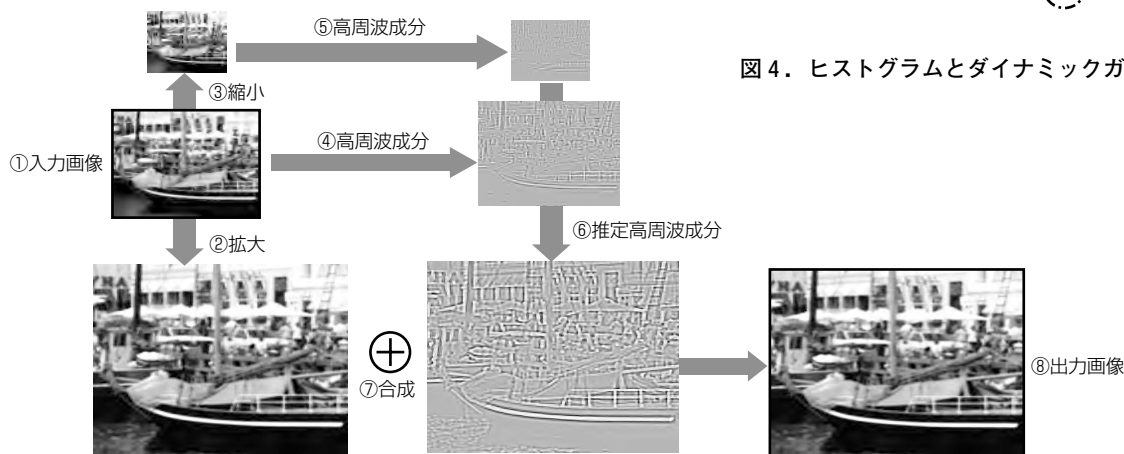 ⑤高周波成分
図4．ヒストグラムとダイナミックガ
③縮小
④高周波成分
①入力画像
⑥推定高周波成分
②拡大
⑦合成
⑧出力画像